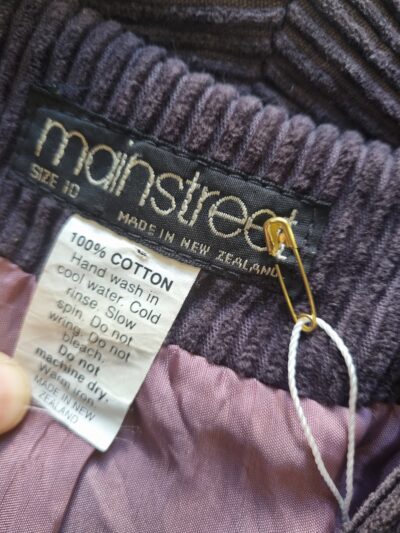 mainstreet
SIZE 10
MADE IN NEW ZEALAND
100% COTTON
Hand wash in
cool water. Cold
rinse. Slow
spin. Do not
wring. Do not
bleach.
Do not
machine dry.
Warm iron
MADE IN NEW
ZEALAND